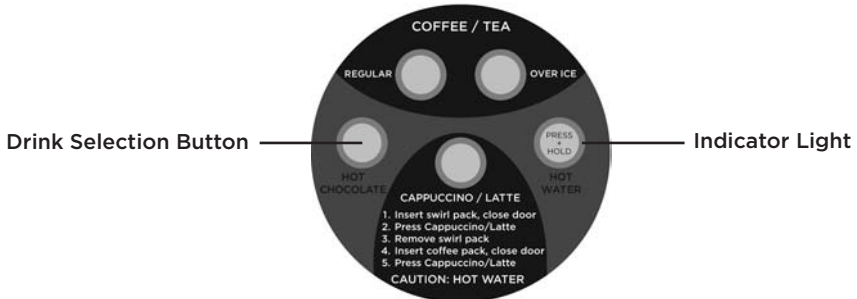 COFFEE / TEA
REGULAR
OVER ICE
Drink Selection Button
PRESS
+
HOLD
Indicator Light
HOT
CHOCOLATE
HOT
WATER
CAPPUCCINO / LATTE
1. Insert swirl pack, close door
2. Press Cappuccino/Latte
3. Remove swirl pack
4. Insert coffee pack, close door
5. Press Cappuccino/Latte
CAUTION: HOT WATER